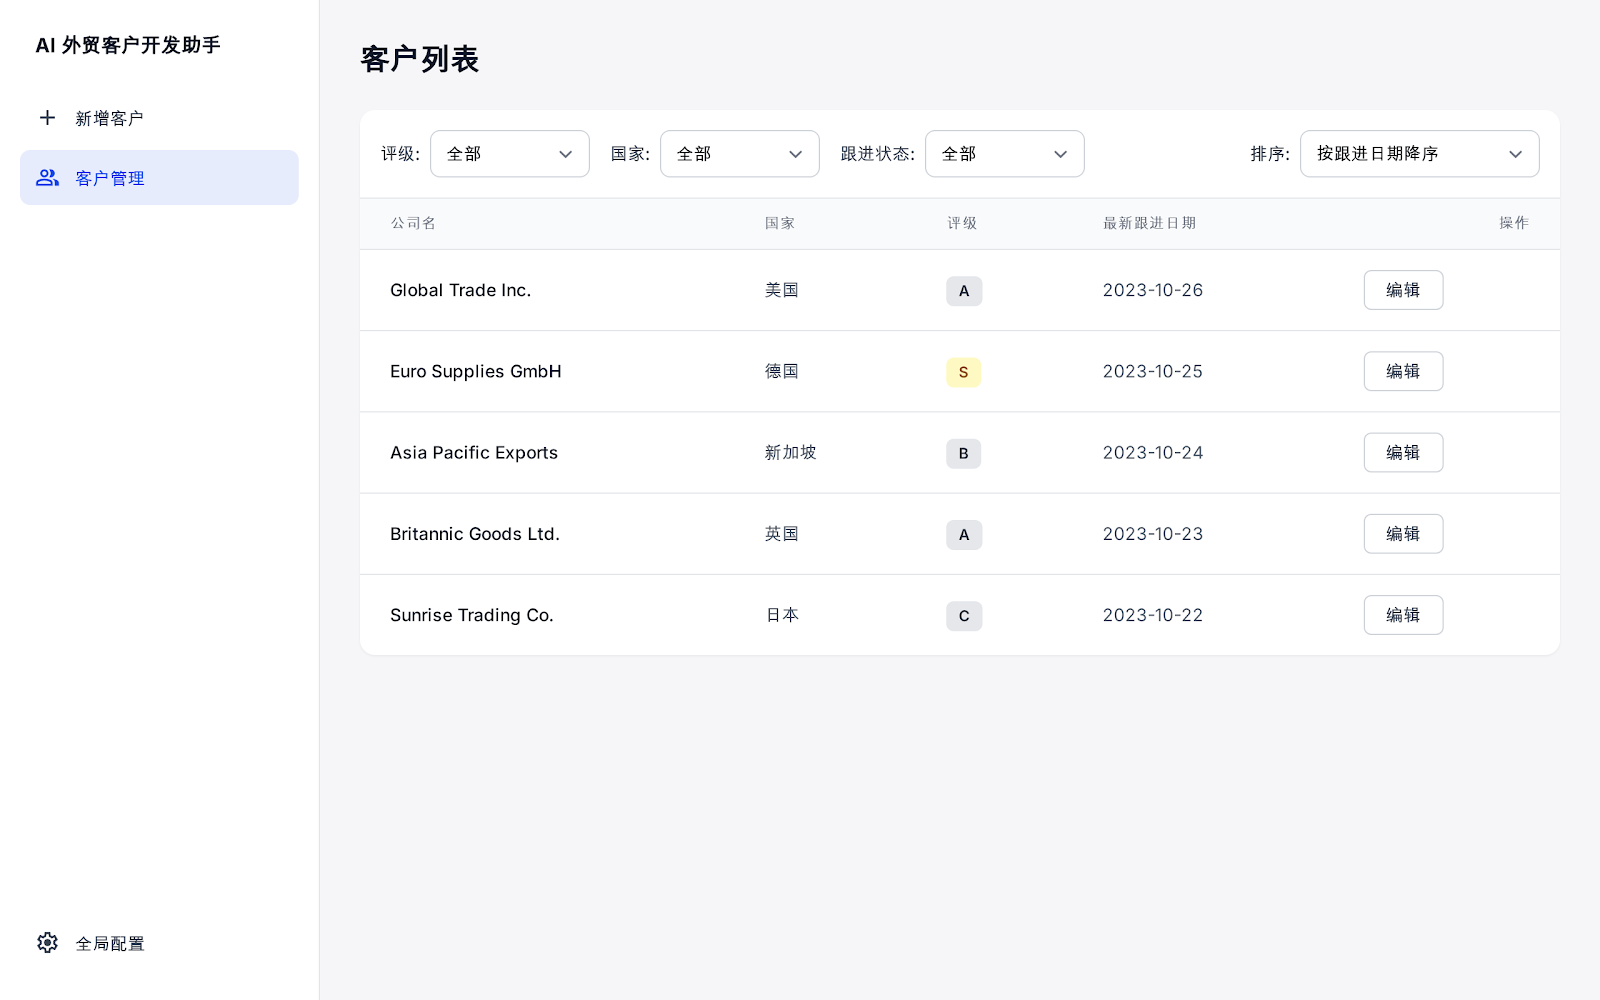 AI 外贸客户开发助手
新增客户
客户管理
全局配置
客户列表
评级: 全部 国家: 全部 跟进状态: 全部 排序: 按跟进日期降序
公司名 国家 评级 最新跟进日期 操作
Global Trade Inc. 美国 A 2023-10-26 编辑
Euro Supplies GmbH 德国 S 2023-10-25 编辑
Asia Pacific Exports 新加坡 B 2023-10-24 编辑
Britannic Goods Ltd. 英国 A 2023-10-23 编辑
Sunrise Trading Co. 日本 C 2023-10-22 编辑